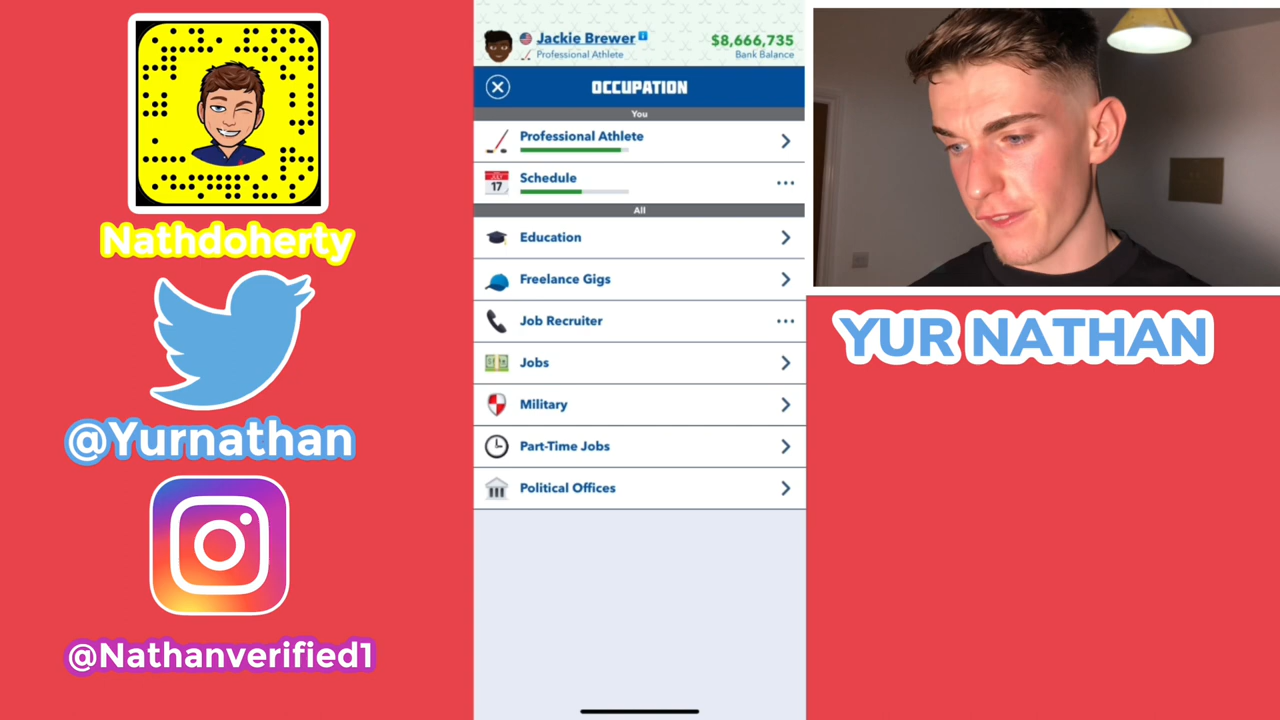 Nathdoherty
@Yurnathan
@Nathanverified1
Jackie Brewer
Professional Athlete
$8,666,735
Bank Balance
OCCUPATION
You
Professional Athlete
JULY
17
Schedule
All
Education
Freelance Gigs
Job Recruiter
Jobs
Military
Part-Time Jobs
Political Offices
YUR NATHAN